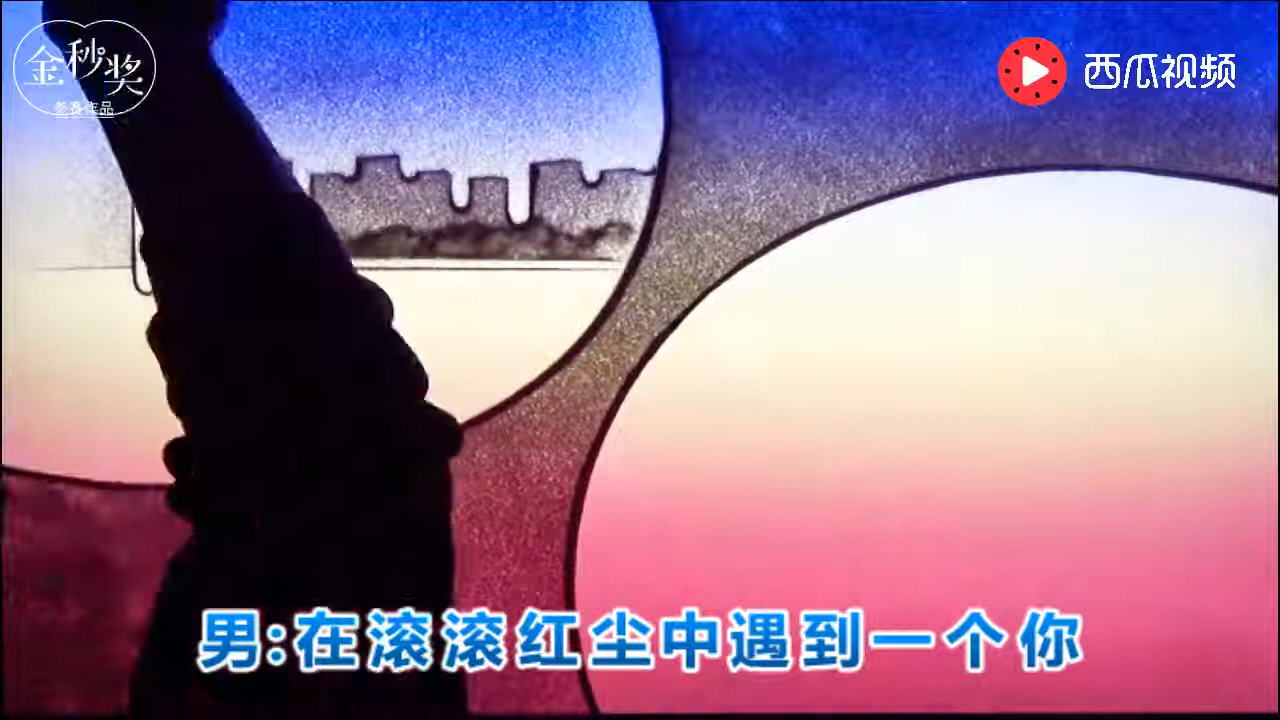 金秒奖
参赛作品
西瓜视频
男:在滚滚红尘中遇到一个你